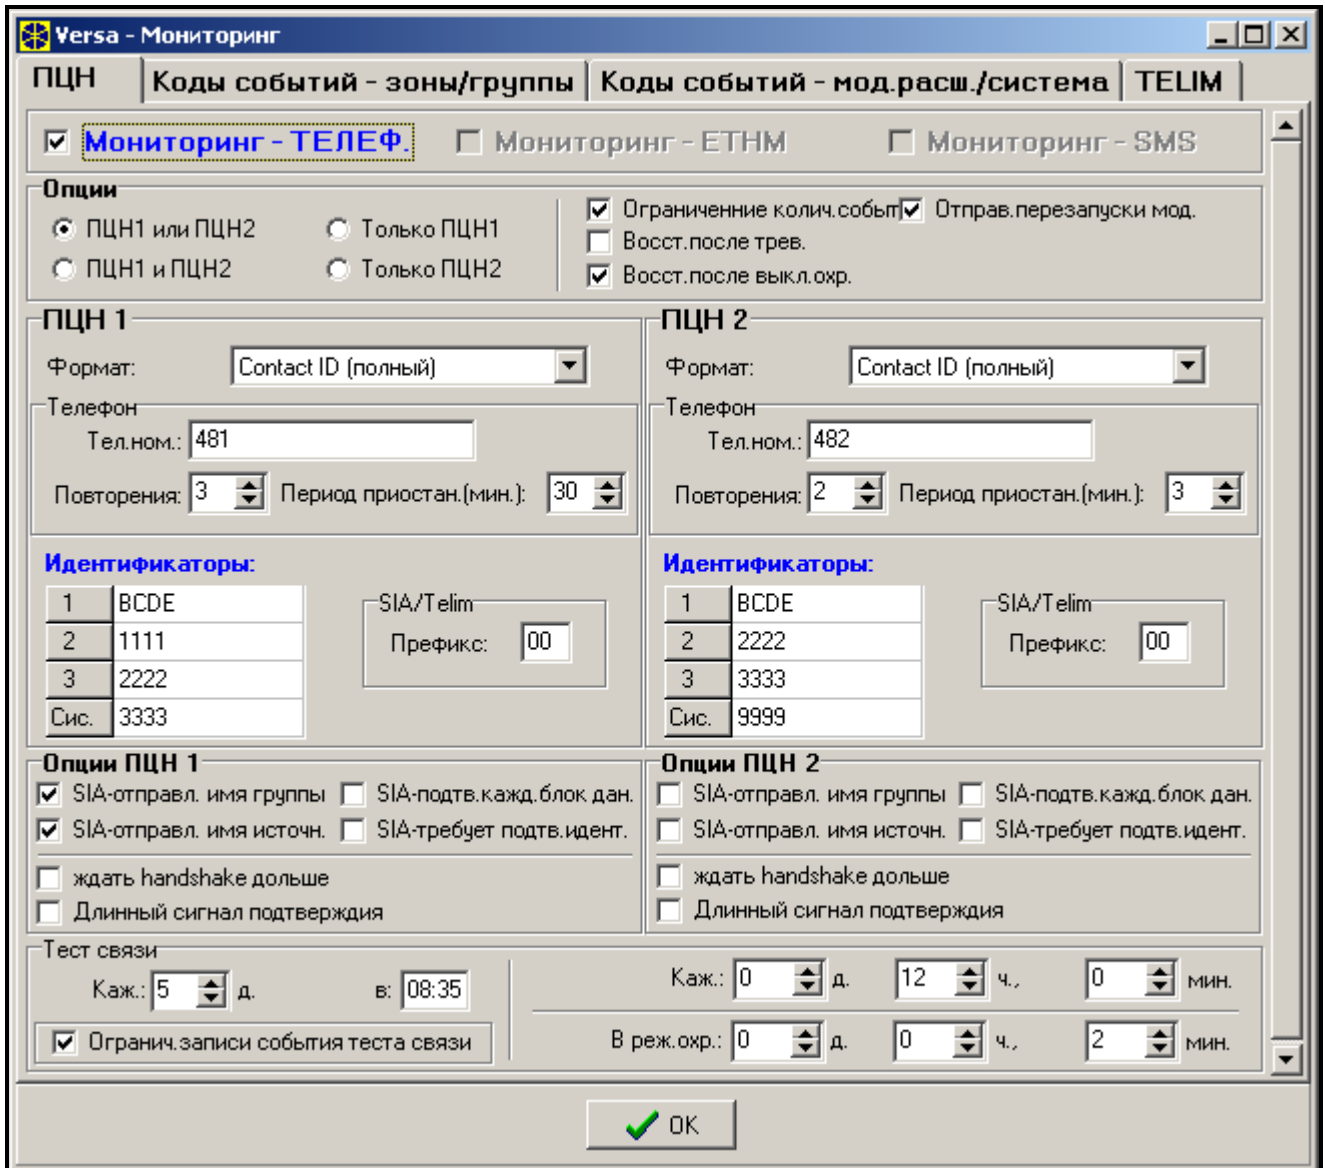 Versa - Мониторинг
ПЦН Коды событий - зоны/группы Коды событий - мод.расш./система TELIM
Мониторинг - ТЕЛЕФ. Мониторинг - ETHM Мониторинг - SMS
Опции
ПЦН1 или ПЦН2 Только ПЦН1 Ограниченние колич.событ Отправ.перезапуски мод.
Восст.после трев.
ПЦН1 и ПЦН2 Только ПЦН2 Восст.после выкл.охр.
ПЦН 1
Формат: Contact ID (полный)
Телефон
Тел.ном.: 481
Повторения: 3 Период приостан.(мин.): 30
Идентификаторы:
1 BCDE
2 1111
3 2222
Сис. 3333
SIA/Telim
Префикс: 00
ПЦН 2
Формат: Contact ID (полный)
Телефон
Тел.ном.: 482
Повторения: 2 Период приостан.(мин.): 3
Идентификаторы:
1 BCDE
2 2222
3 3333
Сис. 9999
SIA/Telim
Префикс: 00
Опции ПЦН 1
SIA-отправл. имя группы SIA-подтв.кажд.блок дан.
SIA-отправл. имя источн. SIA-требует подтв.идент.
ждать handshake дольше
Длинный сигнал подтверждия
Опции ПЦН 2
SIA-отправл. имя группы SIA-подтв.кажд.блок дан.
SIA-отправл. имя источн. SIA-требует подтв.идент.
ждать handshake дольше
Длинный сигнал подтверждия
Тест связи
Каж.: 5 д. в: 08:35
Огранич.записи события теста связи
Каж.: 0 д. 12 ч., 0 мин.
В реж.охр.: 0 д. 0 ч., 2 мин.
OK